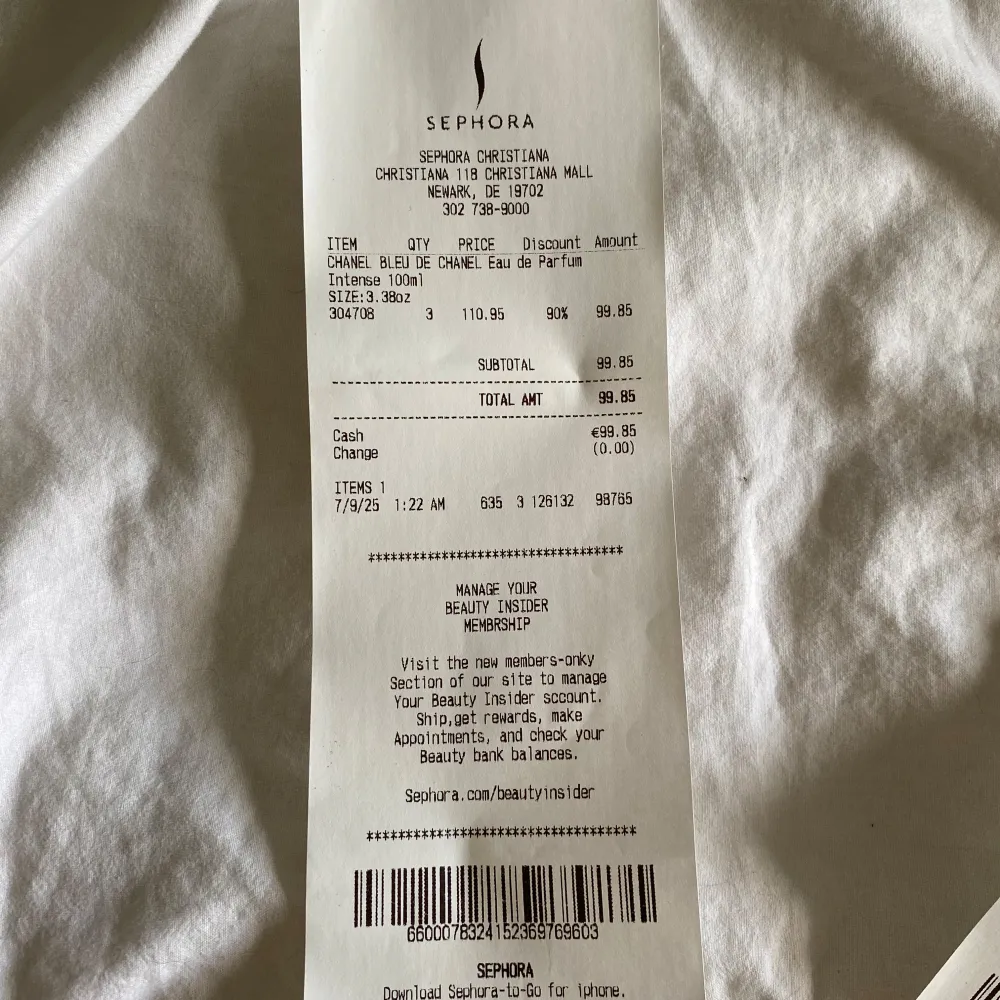 SEPHORA
SEPHORA CHRISTIANA
CHRISTIANA 118 CHRISTIANA MALL
NEWARK, DE 19702
302 738-9000
ITEM QTY PRICE Discount Amount
CHANEL BLEU DE CHANEL Eau de Parfum
Intense 100ml
SIZE:3.38oz
304708 3 110.95 90% 99.85
SUBTOTAL 99.85
TOTAL AMT 99.85
Cash €99.85
Change (0.00)
ITEMS 1
7/9/25 1:22 AM 635 3 126132 98765
***********************************
MANAGE YOUR
BEAUTY INSIDER
MEMBRSHIP
Visit the new members-onky
Section of our site to manage
Your Beauty Insider sccount.
Ship,get rewards, make
Appointments, and check your
Beauty bank balances.
Sephora.com/beautyinsider
***********************************
6600078324152369769603
SEPHORA
Download Sephora-to-Go for iphone.